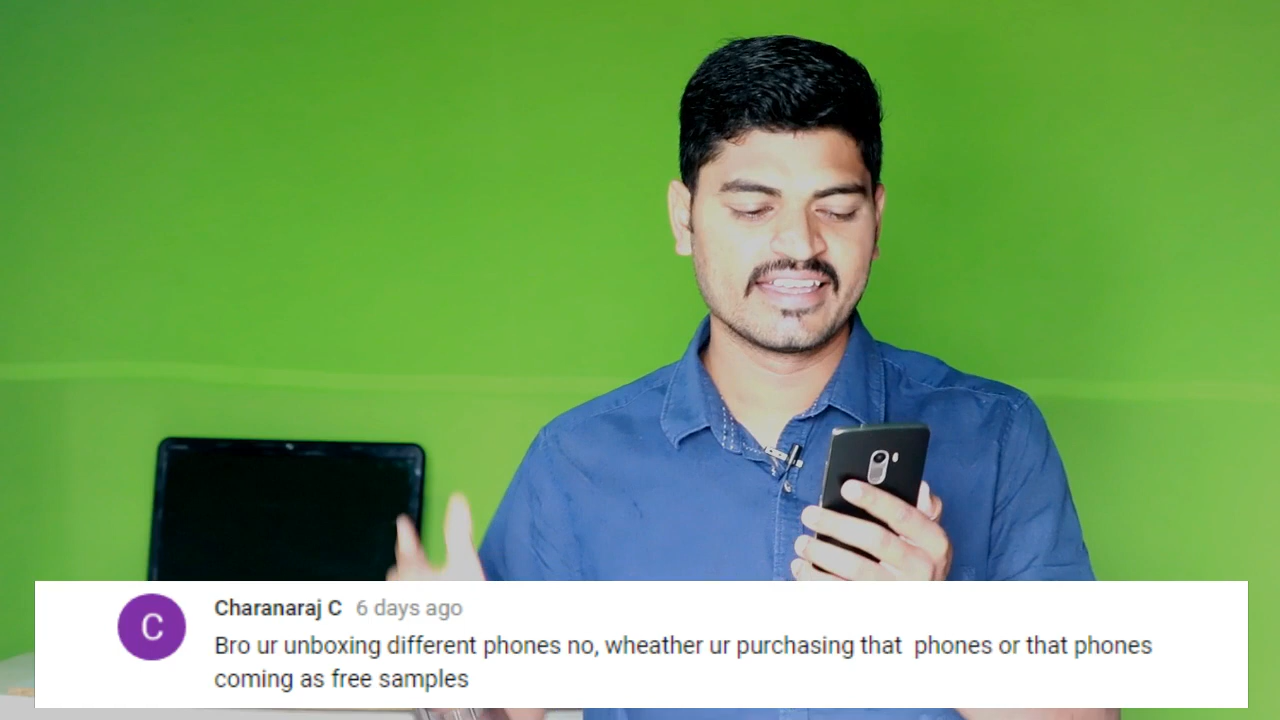 C
Charanaraj C 6 days ago
Bro ur unboxing different phones no, wheather ur purchasing that  phones or that phones
coming as free samples